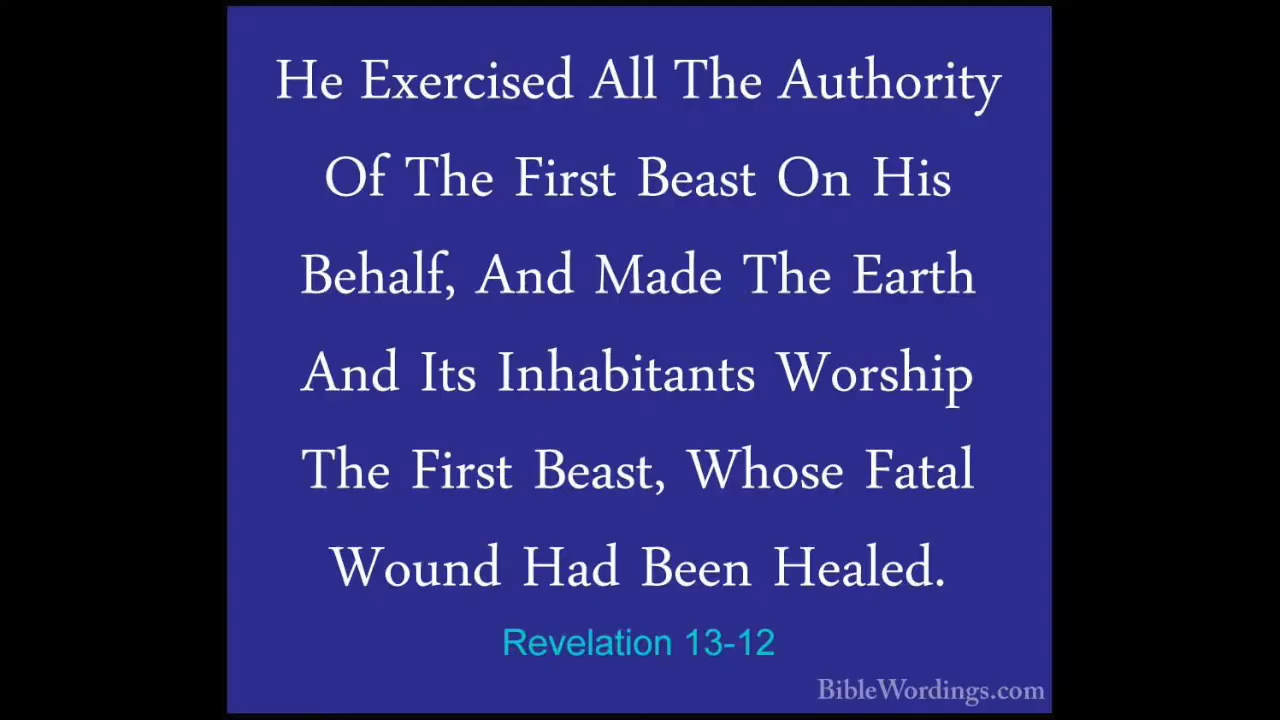 He Exercised All The Authority
Of The First Beast On His
Behalf, And Made The Earth
And Its Inhabitants Worship
The First Beast, Whose Fatal
Wound Had Been Healed.
Revelation 13-12
BibleWordings.com